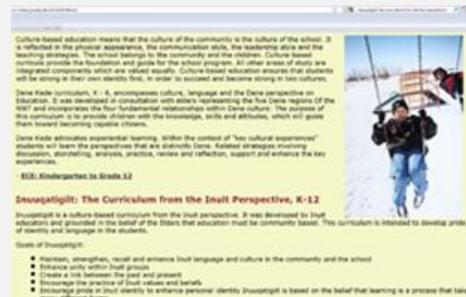 Culture-based education means that the culture of the community is the culture of the school. It
is reflected in the physical appearance, the communication style, the leadership style and the
teaching strategies. The school belongs to the community and the children. Culture-based
curricula provide the foundation and guide for the school program. All other areas of study are
integrated components which are valued equally. Culture-based education ensures that students
will be strong in their own identity first, in order to succeed and become strong in two cultures.
Dene Kede curriculum, K - 6, encompasses culture, language and the Dene perspective on
Education. It was developed in consultation with elders representing the five Dene regions Of the
NWT and incorporates the four fundamental relationships within Dene culture: The purpose of
this curriculum is to provide children with the knowledge, skills and attitudes, which will guide
them toward becoming capable citizens.
Dene Kede advocates experiential learning. Within the context of "key cultural experiences"
students will learn the perspectives that are distinctly Dene. Related strategies involving
discussion, storytelling, analysis, practice, review and reflection, support and enhance the key
experiences.
- ECE: Kindergarten to Grade 12
Inuuqatigiit: The Curriculum from the Inuit Perspective, K-12
Inuuqatigiit is a culture-based curriculum from the Inuit perspective. It was developed by Inuit
educators and grounded in the belief of the Elders that education must be community based. This curriculum is intended to develop pride
of identity and language in the students.
Goals of Inuuqatigiit:
Maintain, strengthen, recall and enhance Inuit language and culture in the community and the school
Enhance unity within Inuit groups
Create a link between the past and present
Encourage the practice of Inuit values and beliefs
Encourage pride in Inuit identity to enhance personal identity Inuuqatigiit is based on the belief that learning is a process that